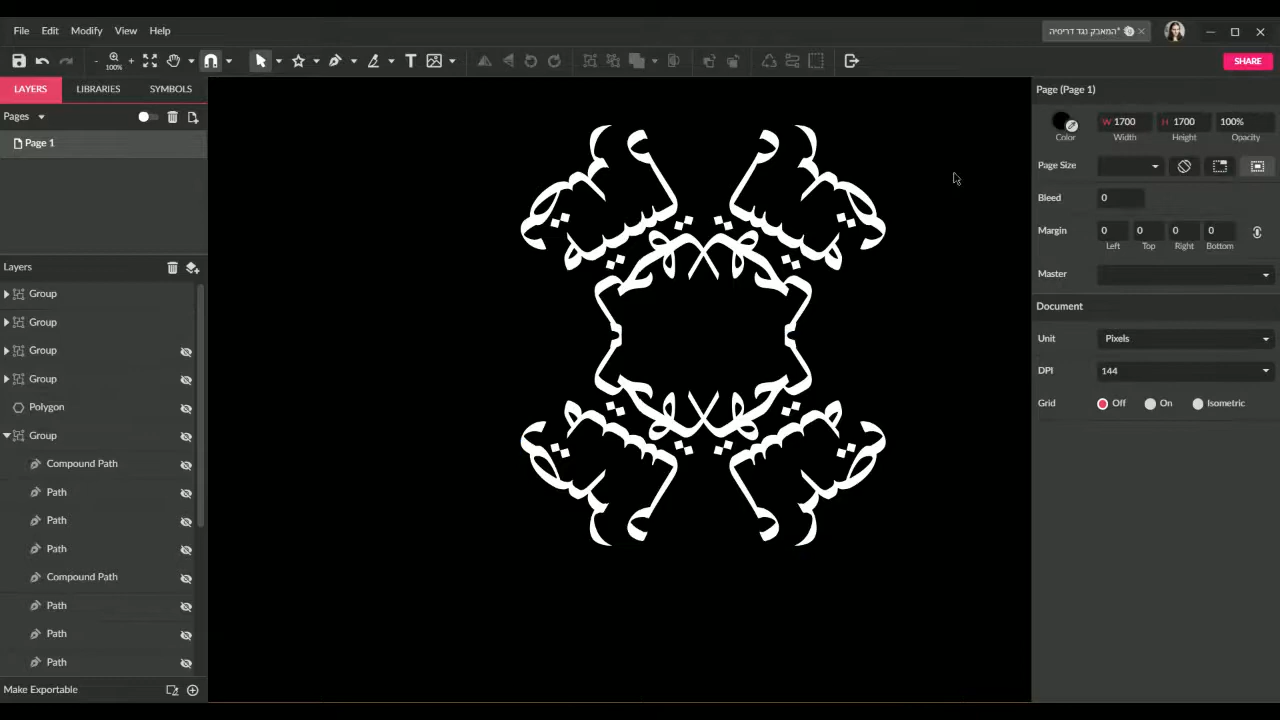 File Edit Modify View Help
*המאבק נגד דריסיה
100%
SHARE
LAYERS LIBRARIES SYMBOLS
Pages
Page 1
Layers
Group
Group
Group
Group
Polygon
Group
Compound Path
Path
Path
Path
Compound Path
Path
Path
Path
Make Exportable
Page (Page 1)
W 1700 H 1700 100%
Color Width Height Opacity
Page Size
Bleed 0
Margin 0 0 0 0
Left Top Right Bottom
Master
Document
Unit Pixels
DPI 144
Grid Off On Isometric